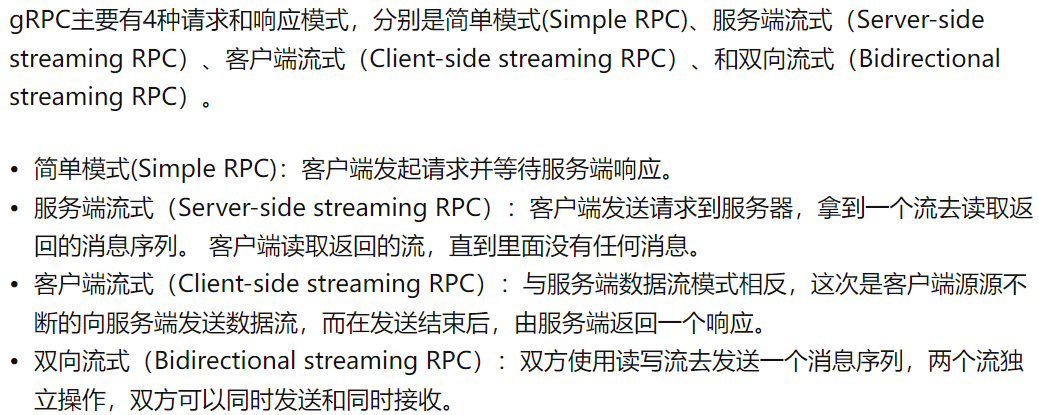 gRPC主要有4种请求和响应模式，分别是简单模式(Simple RPC)、服务端流式（Server-side
streaming RPC）、客户端流式（Client-side streaming RPC）、和双向流式（Bidirectional
streaming RPC）。
• 简单模式(Simple RPC)：客户端发起请求并等待服务端响应。
• 服务端流式（Server-side streaming RPC）：客户端发送请求到服务器，拿到一个流去读取返
回的消息序列。 客户端读取返回的流，直到里面没有任何消息。
• 客户端流式（Client-side streaming RPC）：与服务端数据流模式相反，这次是客户端源源不
断的向服务端发送数据流，而在发送结束后，由服务端返回一个响应。
• 双向流式（Bidirectional streaming RPC）：双方使用读写流去发送一个消息序列，两个流独
立操作，双方可以同时发送和同时接收。